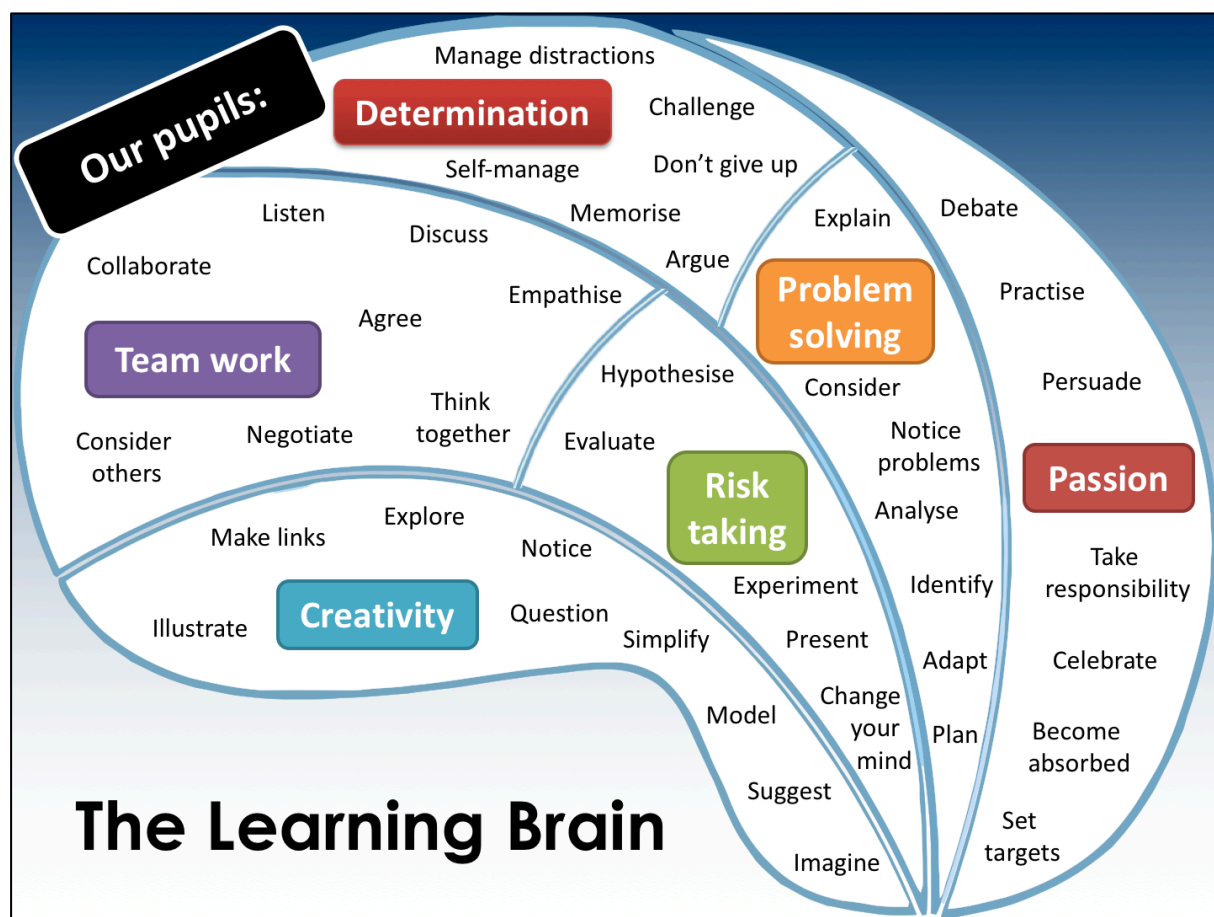 Our pupils:
Manage distractions
Determination
Challenge
Self-manage
Don't give up
Memorise
Argue
Listen
Discuss
Collaborate
Empathise
Agree
Team work
Think
together
Negotiate
Consider
others
Explain
Problem
solving
Consider
Notice
problems
Analyse
Identify
Adapt
Plan
Hypothesise
Evaluate
Risk
taking
Experiment
Present
Change
your
mind
Make links
Explore
Notice
Illustrate
Creativity
Question
Simplify
Model
Suggest
Imagine
Debate
Practise
Persuade
Passion
Take
responsibility
Celebrate
Become
absorbed
Set
targets
The Learning Brain